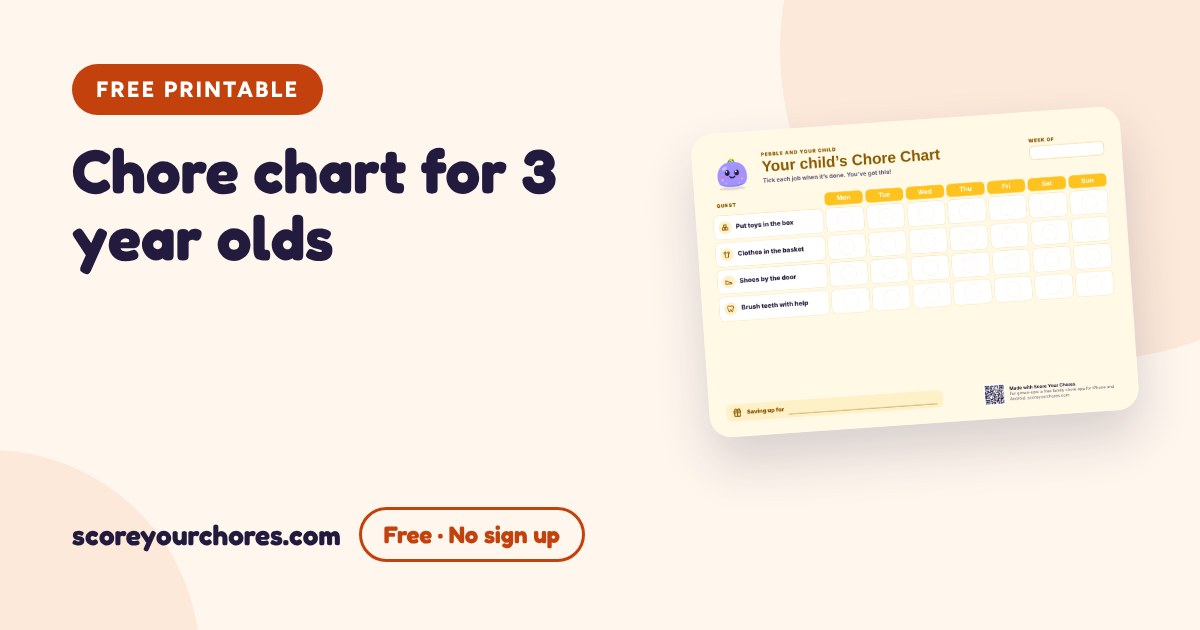 FREE PRINTABLE
Chore chart for 3
year olds
PEBBLE AND YOUR CHILD
Your child's Chore Chart
Tick each job when it's done. You've got this!
WEEK OF
QUEST
Mon
Tue
Wed
Thu
Fri
Sat
Sun
Put toys in the box
Clothes in the basket
Shoes by the door
Brush teeth with help
Saving up for
Made with Score Your Chores
scoreyourchores.com
Free · No sign up